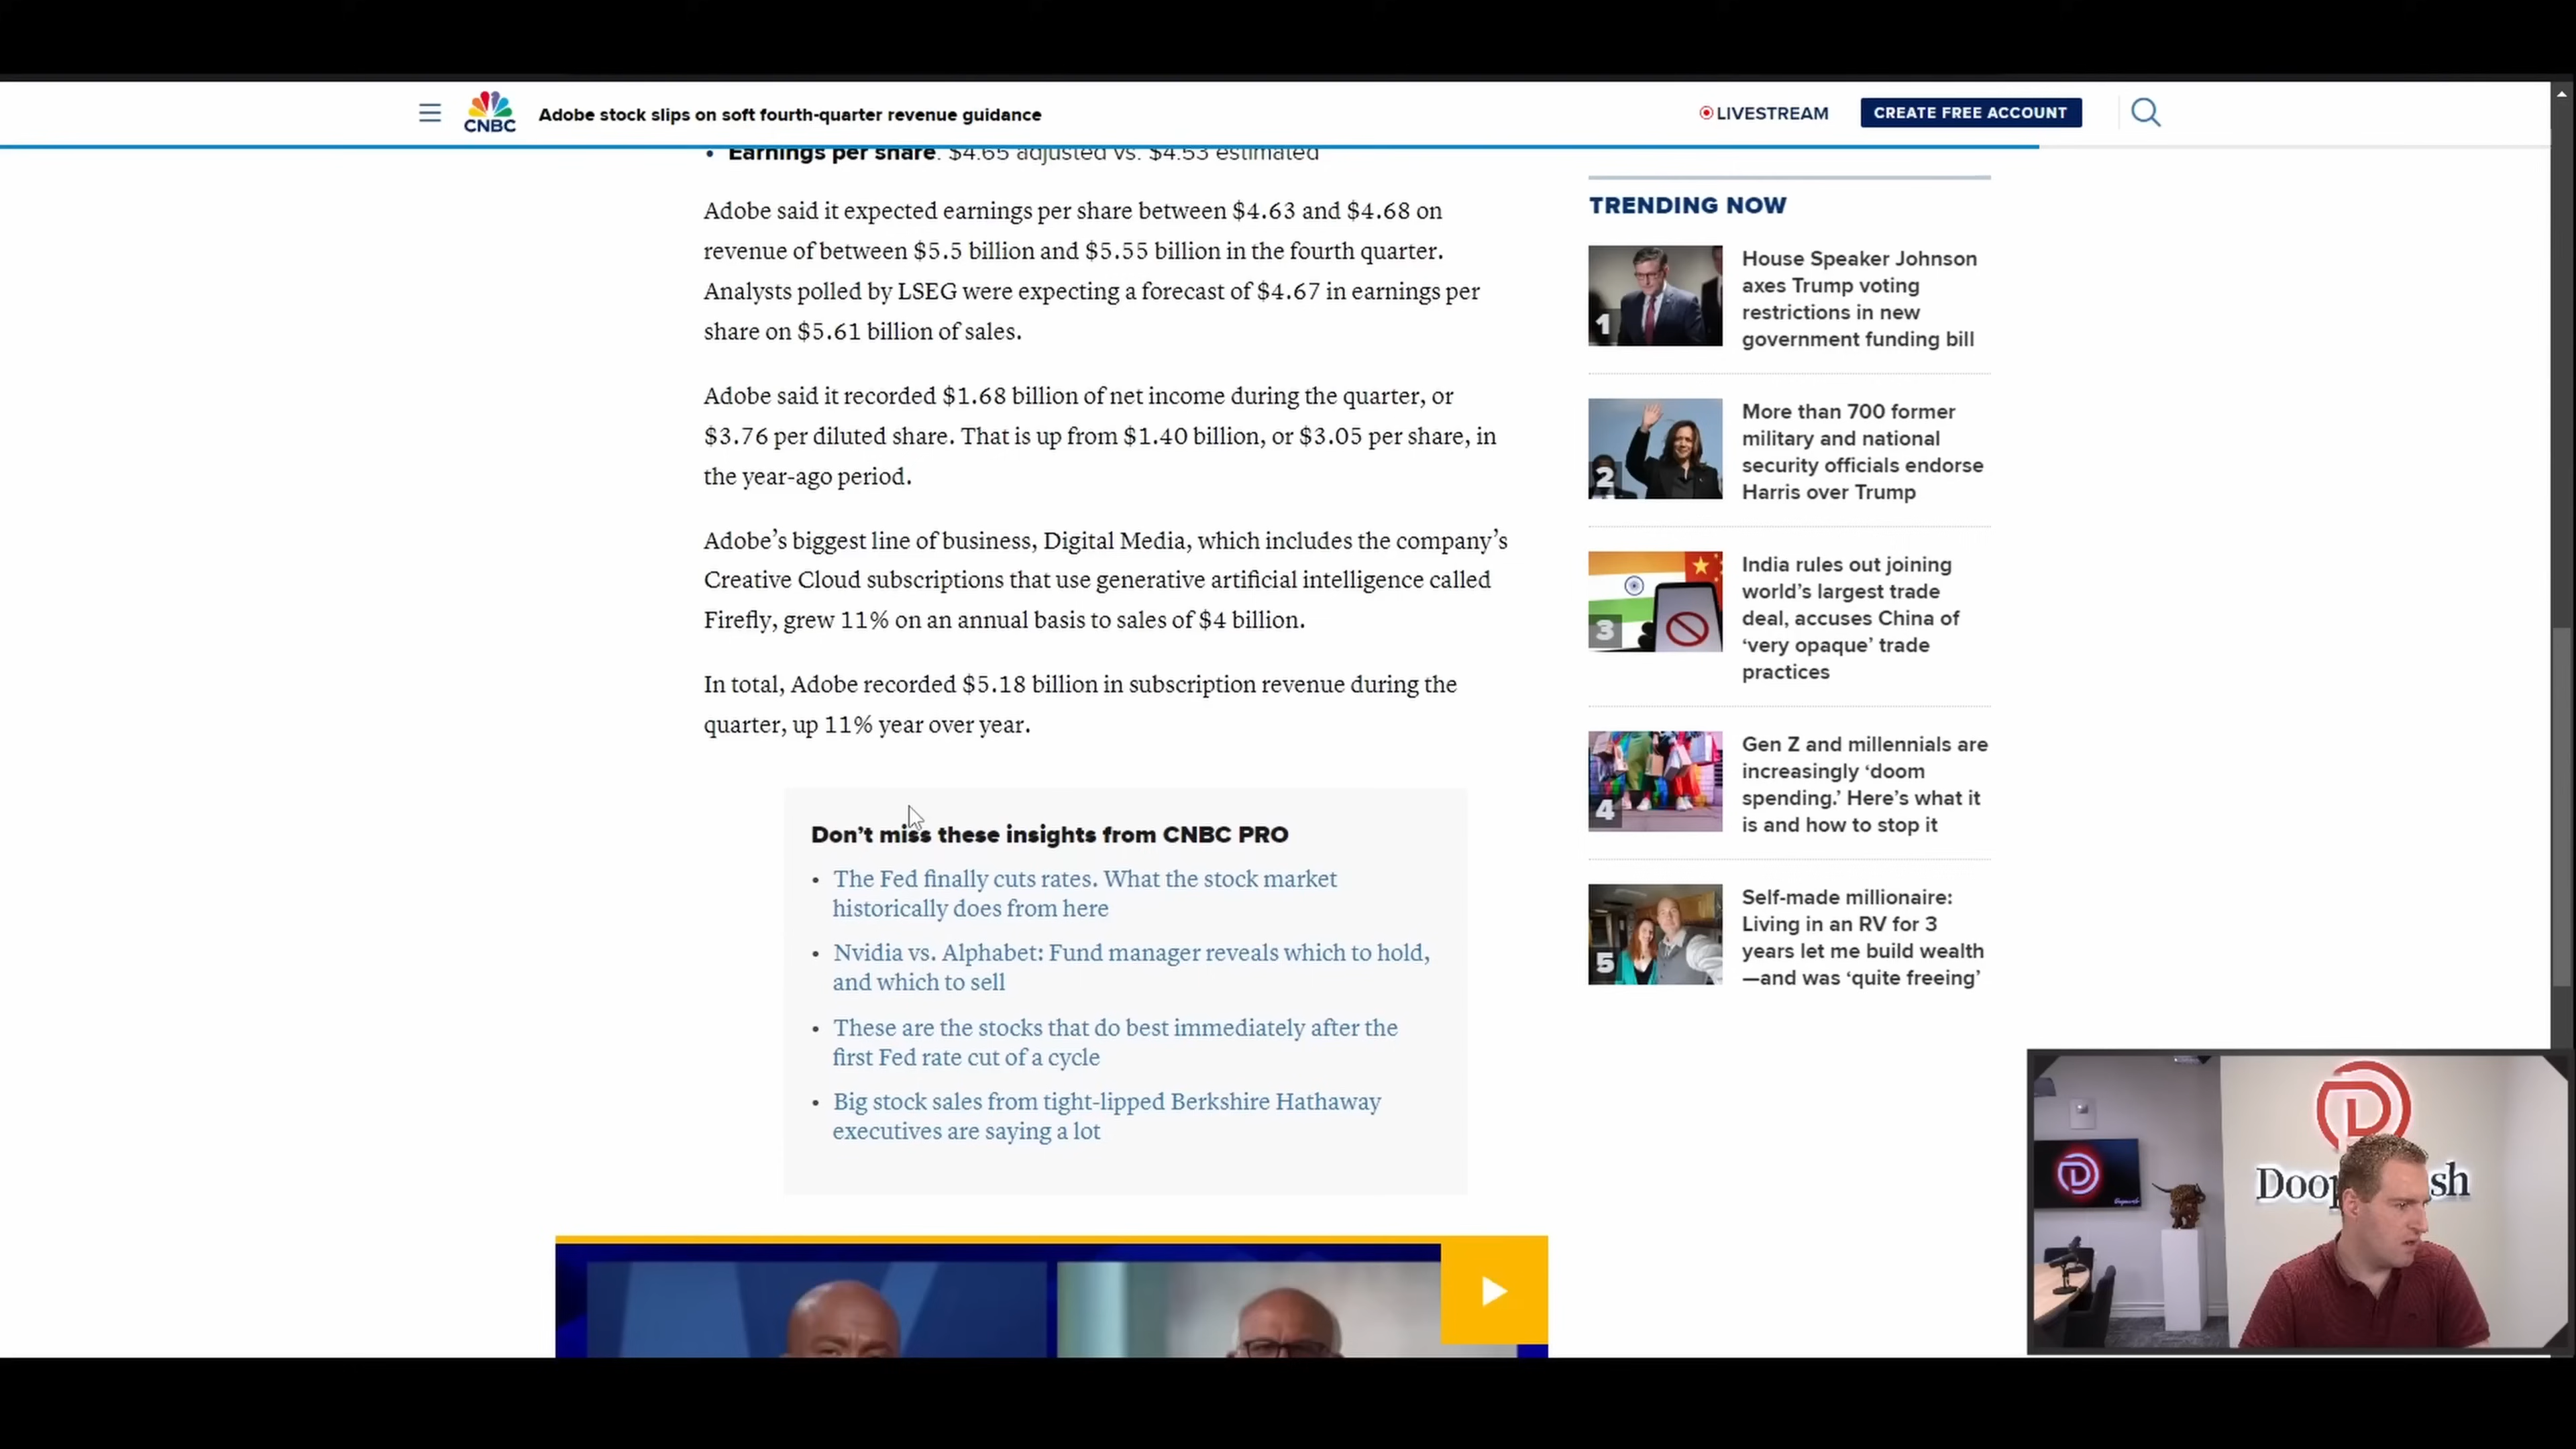 CNBC
Adobe stock slips on soft fourth-quarter revenue guidance
LIVESTREAM
CREATE FREE ACCOUNT
• Earnings per share: $4.65 adjusted vs. $4.53 estimated
Adobe said it expected earnings per share between $4.63 and $4.68 on
revenue of between $5.5 billion and $5.55 billion in the fourth quarter.
Analysts polled by LSEG were expecting a forecast of $4.67 in earnings per
share on $5.61 billion of sales.
Adobe said it recorded $1.68 billion of net income during the quarter, or
$3.76 per diluted share. That is up from $1.40 billion, or $3.05 per share, in
the year-ago period.
Adobe’s biggest line of business, Digital Media, which includes the company’s
Creative Cloud subscriptions that use generative artificial intelligence called
Firefly, grew 11% on an annual basis to sales of $4 billion.
In total, Adobe recorded $5.18 billion in subscription revenue during the
quarter, up 11% year over year.
Don’t miss these insights from CNBC PRO
• The Fed finally cuts rates. What the stock market
historically does from here
• Nvidia vs. Alphabet: Fund manager reveals which to hold,
and which to sell
• These are the stocks that do best immediately after the
first Fed rate cut of a cycle
• Big stock sales from tight-lipped Berkshire Hathaway
executives are saying a lot
TRENDING NOW
1
House Speaker Johnson
axes Trump voting
restrictions in new
government funding bill
2
More than 700 former
military and national
security officials endorse
Harris over Trump
3
India rules out joining
world’s largest trade
deal, accuses China of
‘very opaque’ trade
practices
4
Gen Z and millennials are
increasingly ‘doom
spending.’ Here’s what it
is and how to stop it
5
Self-made millionaire:
Living in an RV for 3
years let me build wealth
—and was ‘quite freeing’